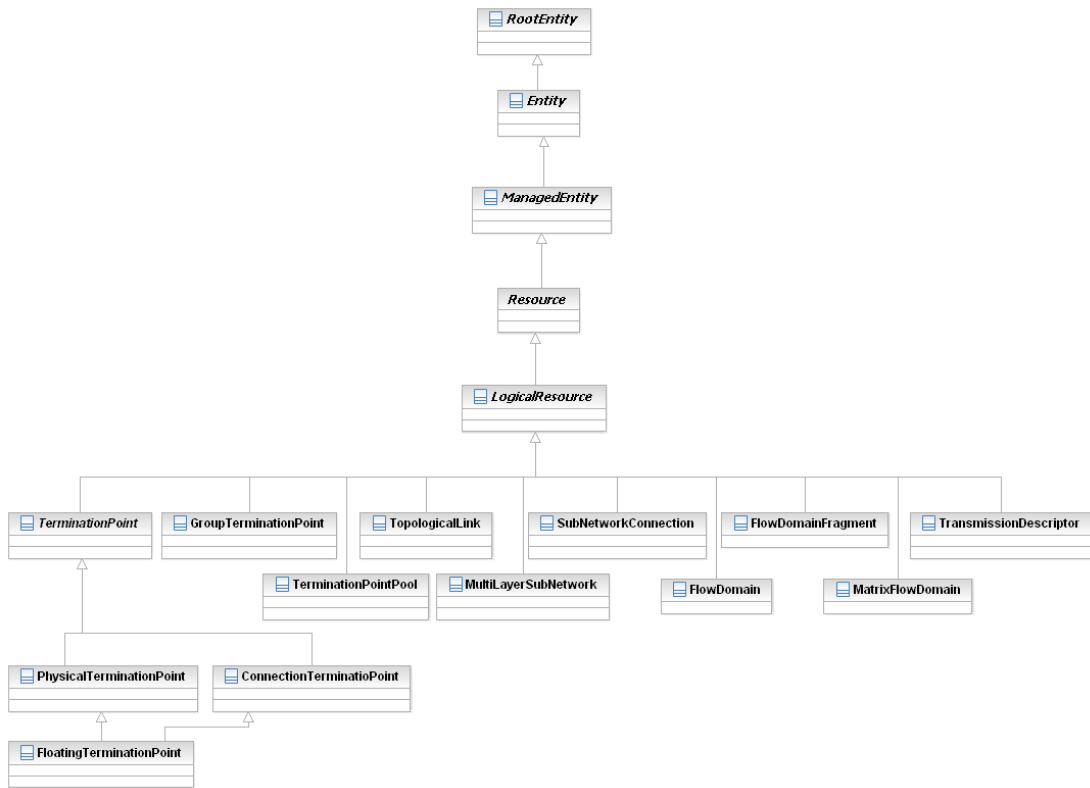 RootEntity
Entity
ManagedEntity
Resource
LogicalResource
TerminationPoint
GroupTerminationPoint
TopologicalLink
SubNetworkConnection
FlowDomainFragment
TransmissionDescriptor
TerminationPointPool
MultiLayerSubNetwork
FlowDomain
MatrixFlowDomain
PhysicalTerminationPoint
ConnectionTerminatioPoint
FloatingTerminationPoint